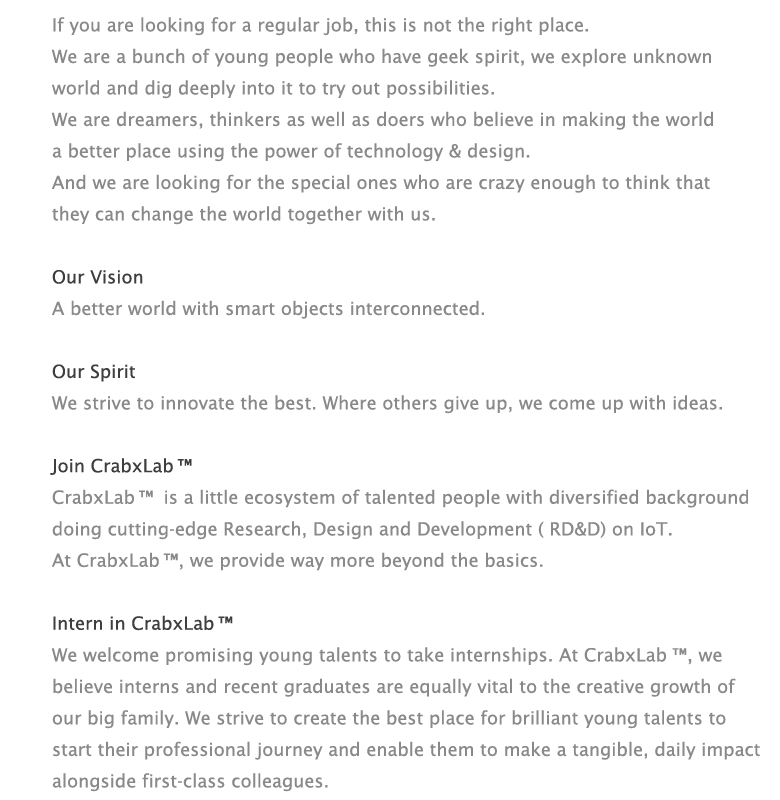 If you are looking for a regular job, this is not the right place.
We are a bunch of young people who have geek spirit, we explore unknown
world and dig deeply into it to try out possibilities.
We are dreamers, thinkers as well as doers who believe in making the world
a better place using the power of technology & design.
And we are looking for the special ones who are crazy enough to think that
they can change the world together with us.
Our Vision
A better world with smart objects interconnected.
Our Spirit
We strive to innovate the best. Where others give up, we come up with ideas.
Join CrabxLab™
CrabxLab™ is a little ecosystem of talented people with diversified background
doing cutting-edge Research, Design and Development ( RD&D) on IoT.
At CrabxLab™, we provide way more beyond the basics.
Intern in CrabxLab™
We welcome promising young talents to take internships. At CrabxLab ™, we
believe interns and recent graduates are equally vital to the creative growth of
our big family. We strive to create the best place for brilliant young talents to
start their professional journey and enable them to make a tangible, daily impact
alongside first-class colleagues.